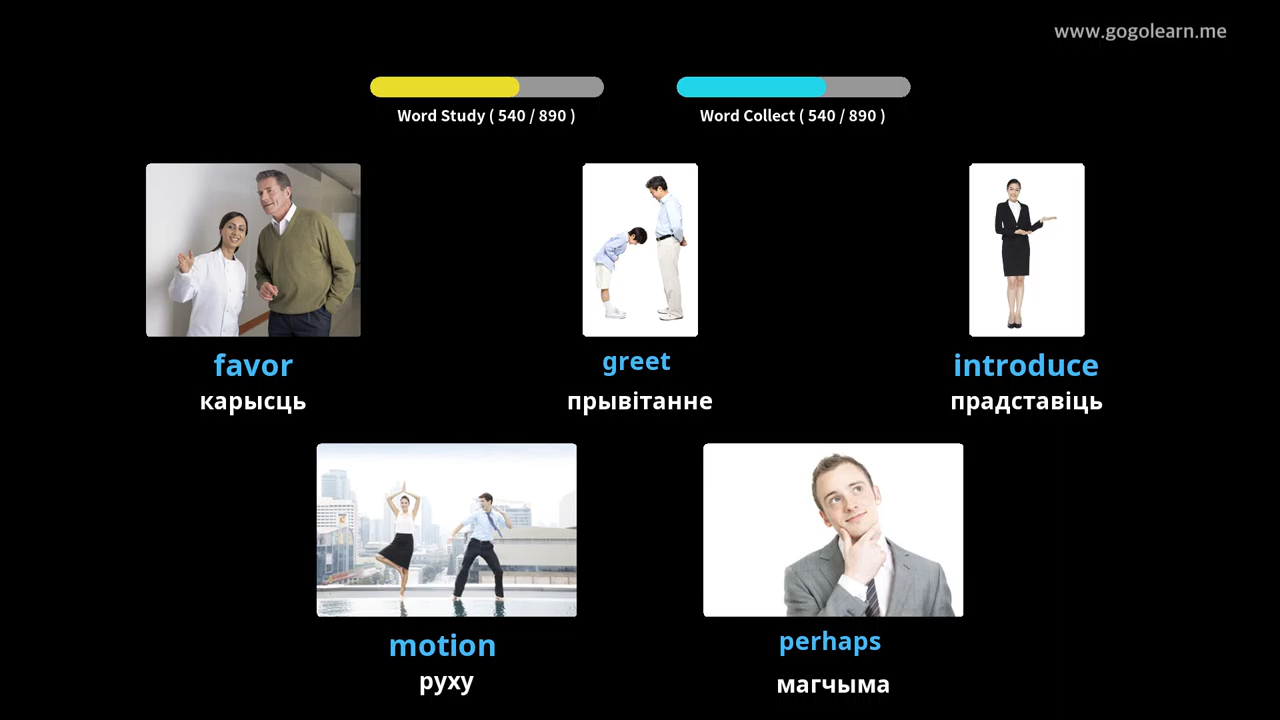 www.gogolearn.me
Word Study ( 540 / 890 )
Word Collect ( 540 / 890 )
favor
карысць
greet
прывітанне
introduce
прадставіць
motion
руху
perhaps
магчыма